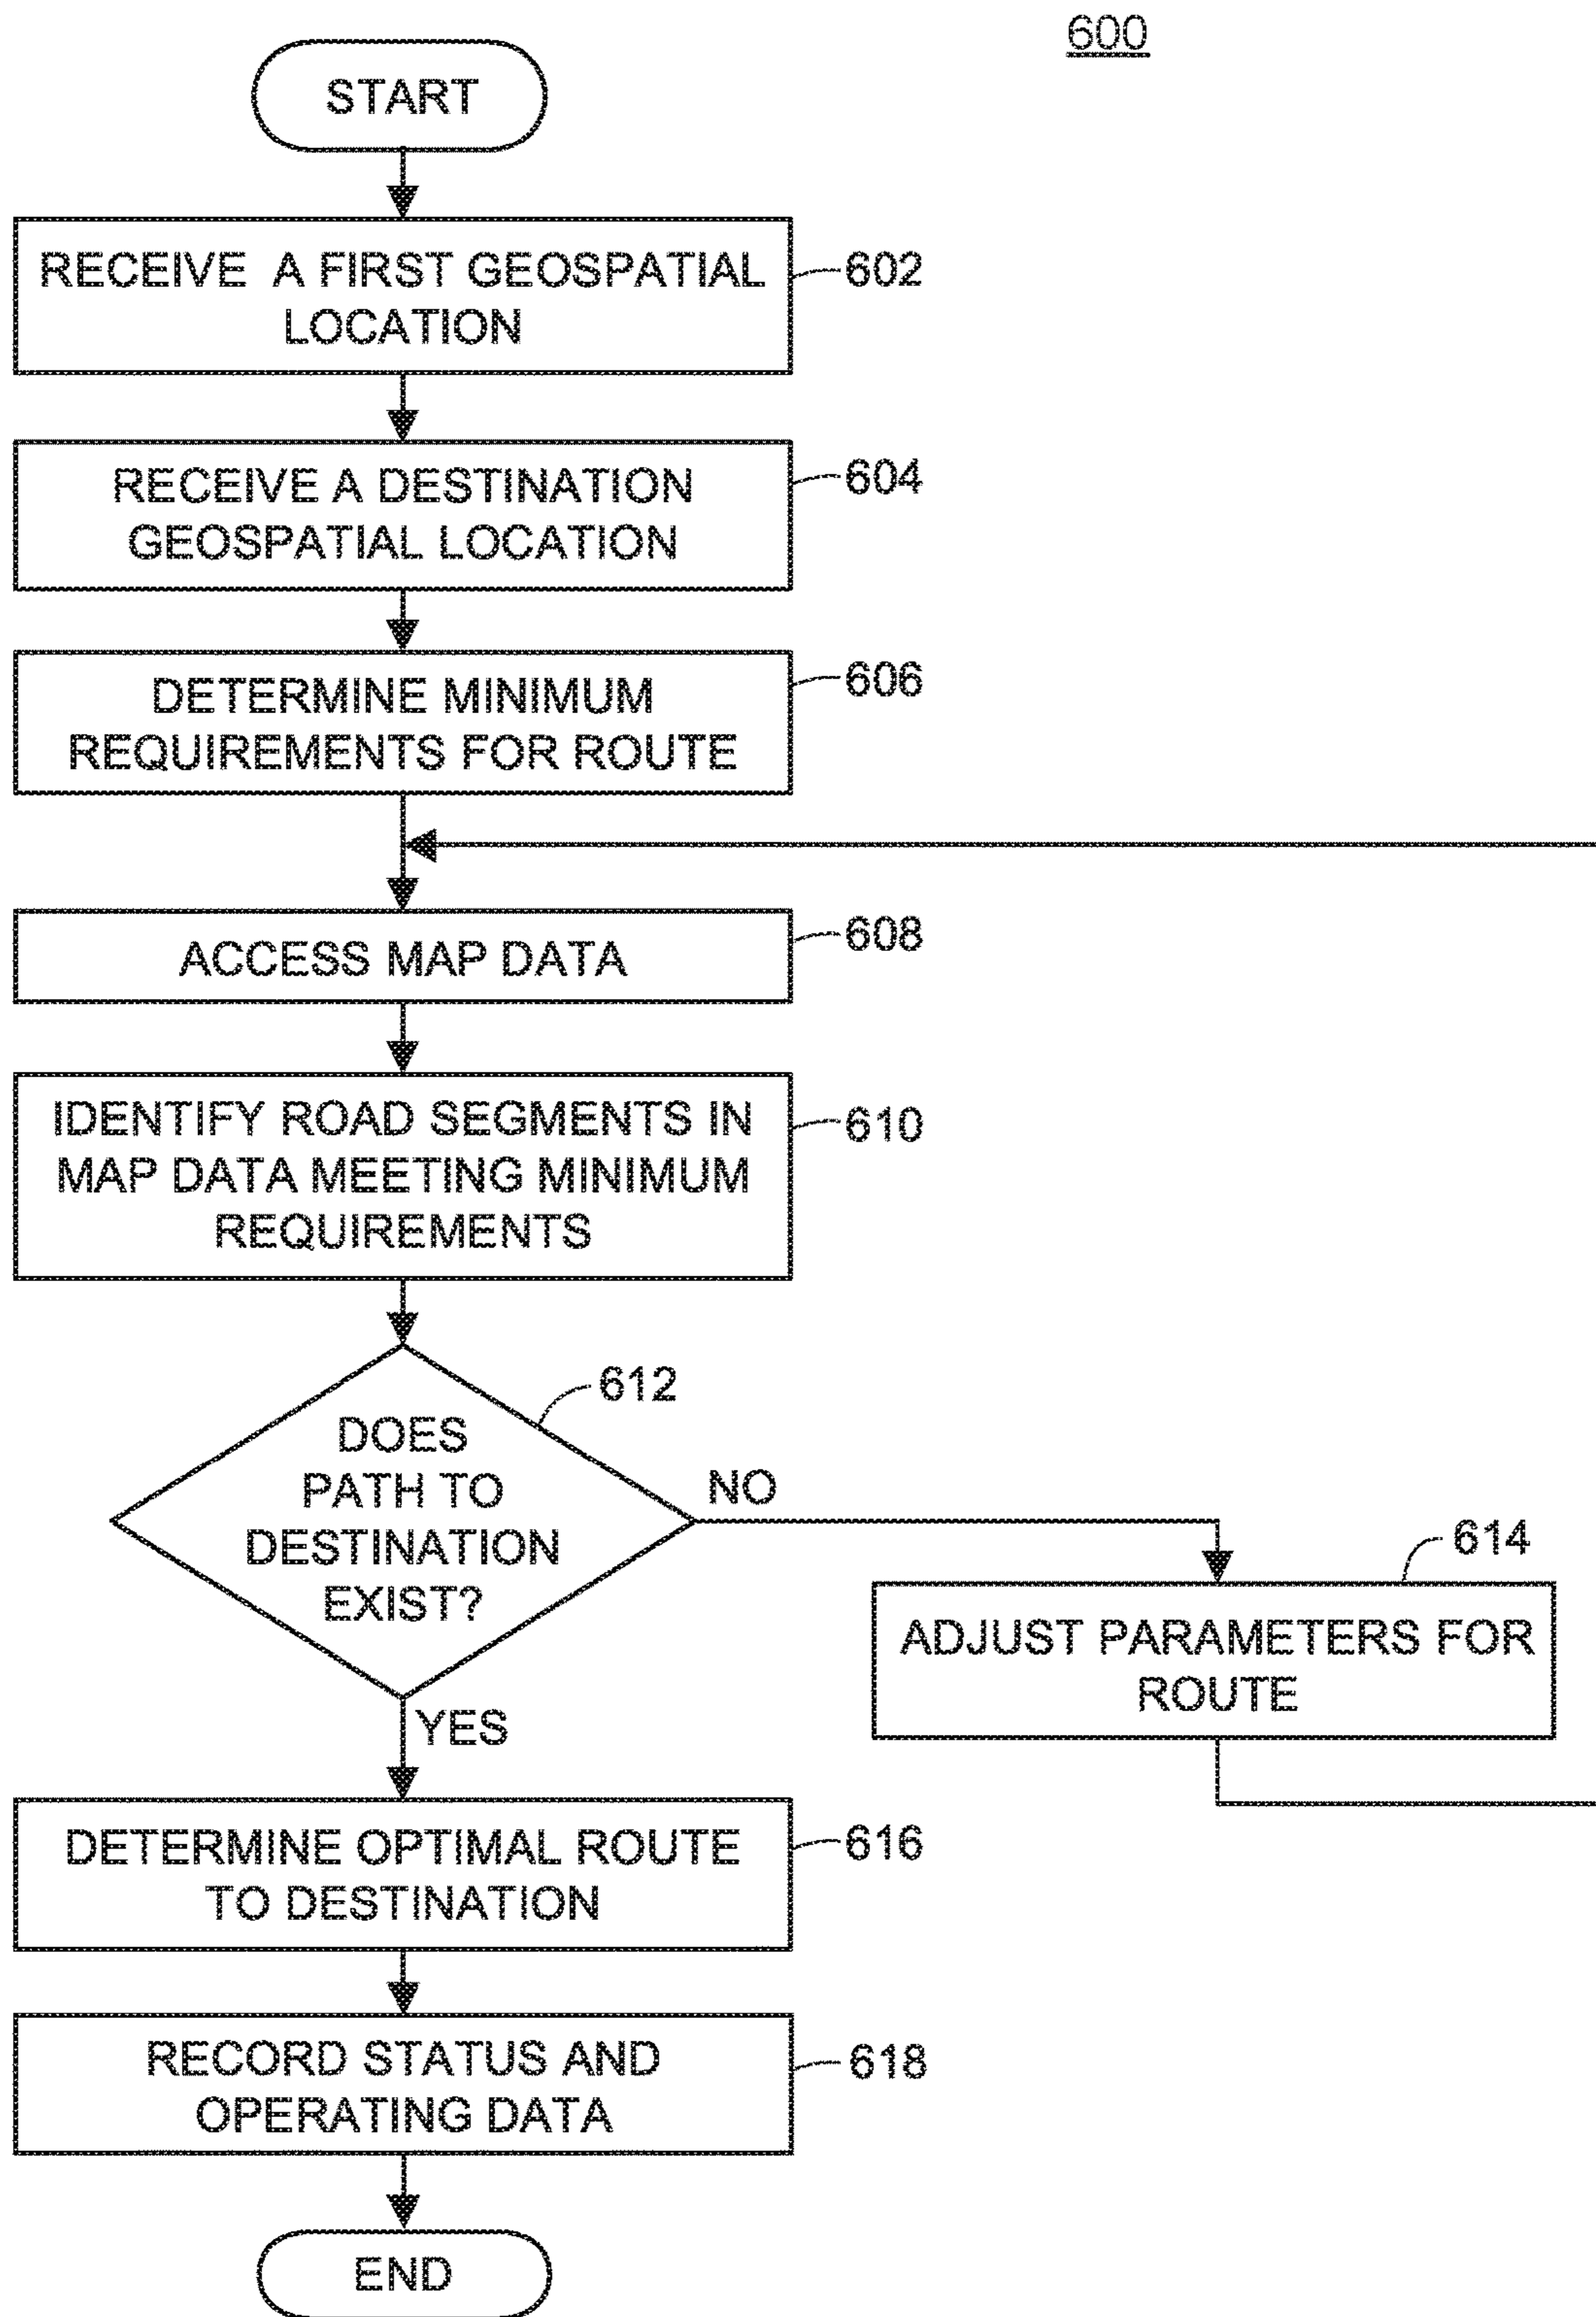 600
START
RECEIVE A FIRST GEOSPATIAL
LOCATION
602
RECEIVE A DESTINATION
GEOSPATIAL LOCATION
604
DETERMINE MINIMUM
REQUIREMENTS FOR ROUTE
606
ACCESS MAP DATA
608
IDENTIFY ROAD SEGMENTS IN
MAP DATA MEETING MINIMUM
REQUIREMENTS
610
DOES
PATH TO
DESTINATION
EXIST?
612
NO
614
ADJUST PARAMETERS FOR
ROUTE
YES
DETERMINE OPTIMAL ROUTE
TO DESTINATION
616
RECORD STATUS AND
OPERATING DATA
618
END